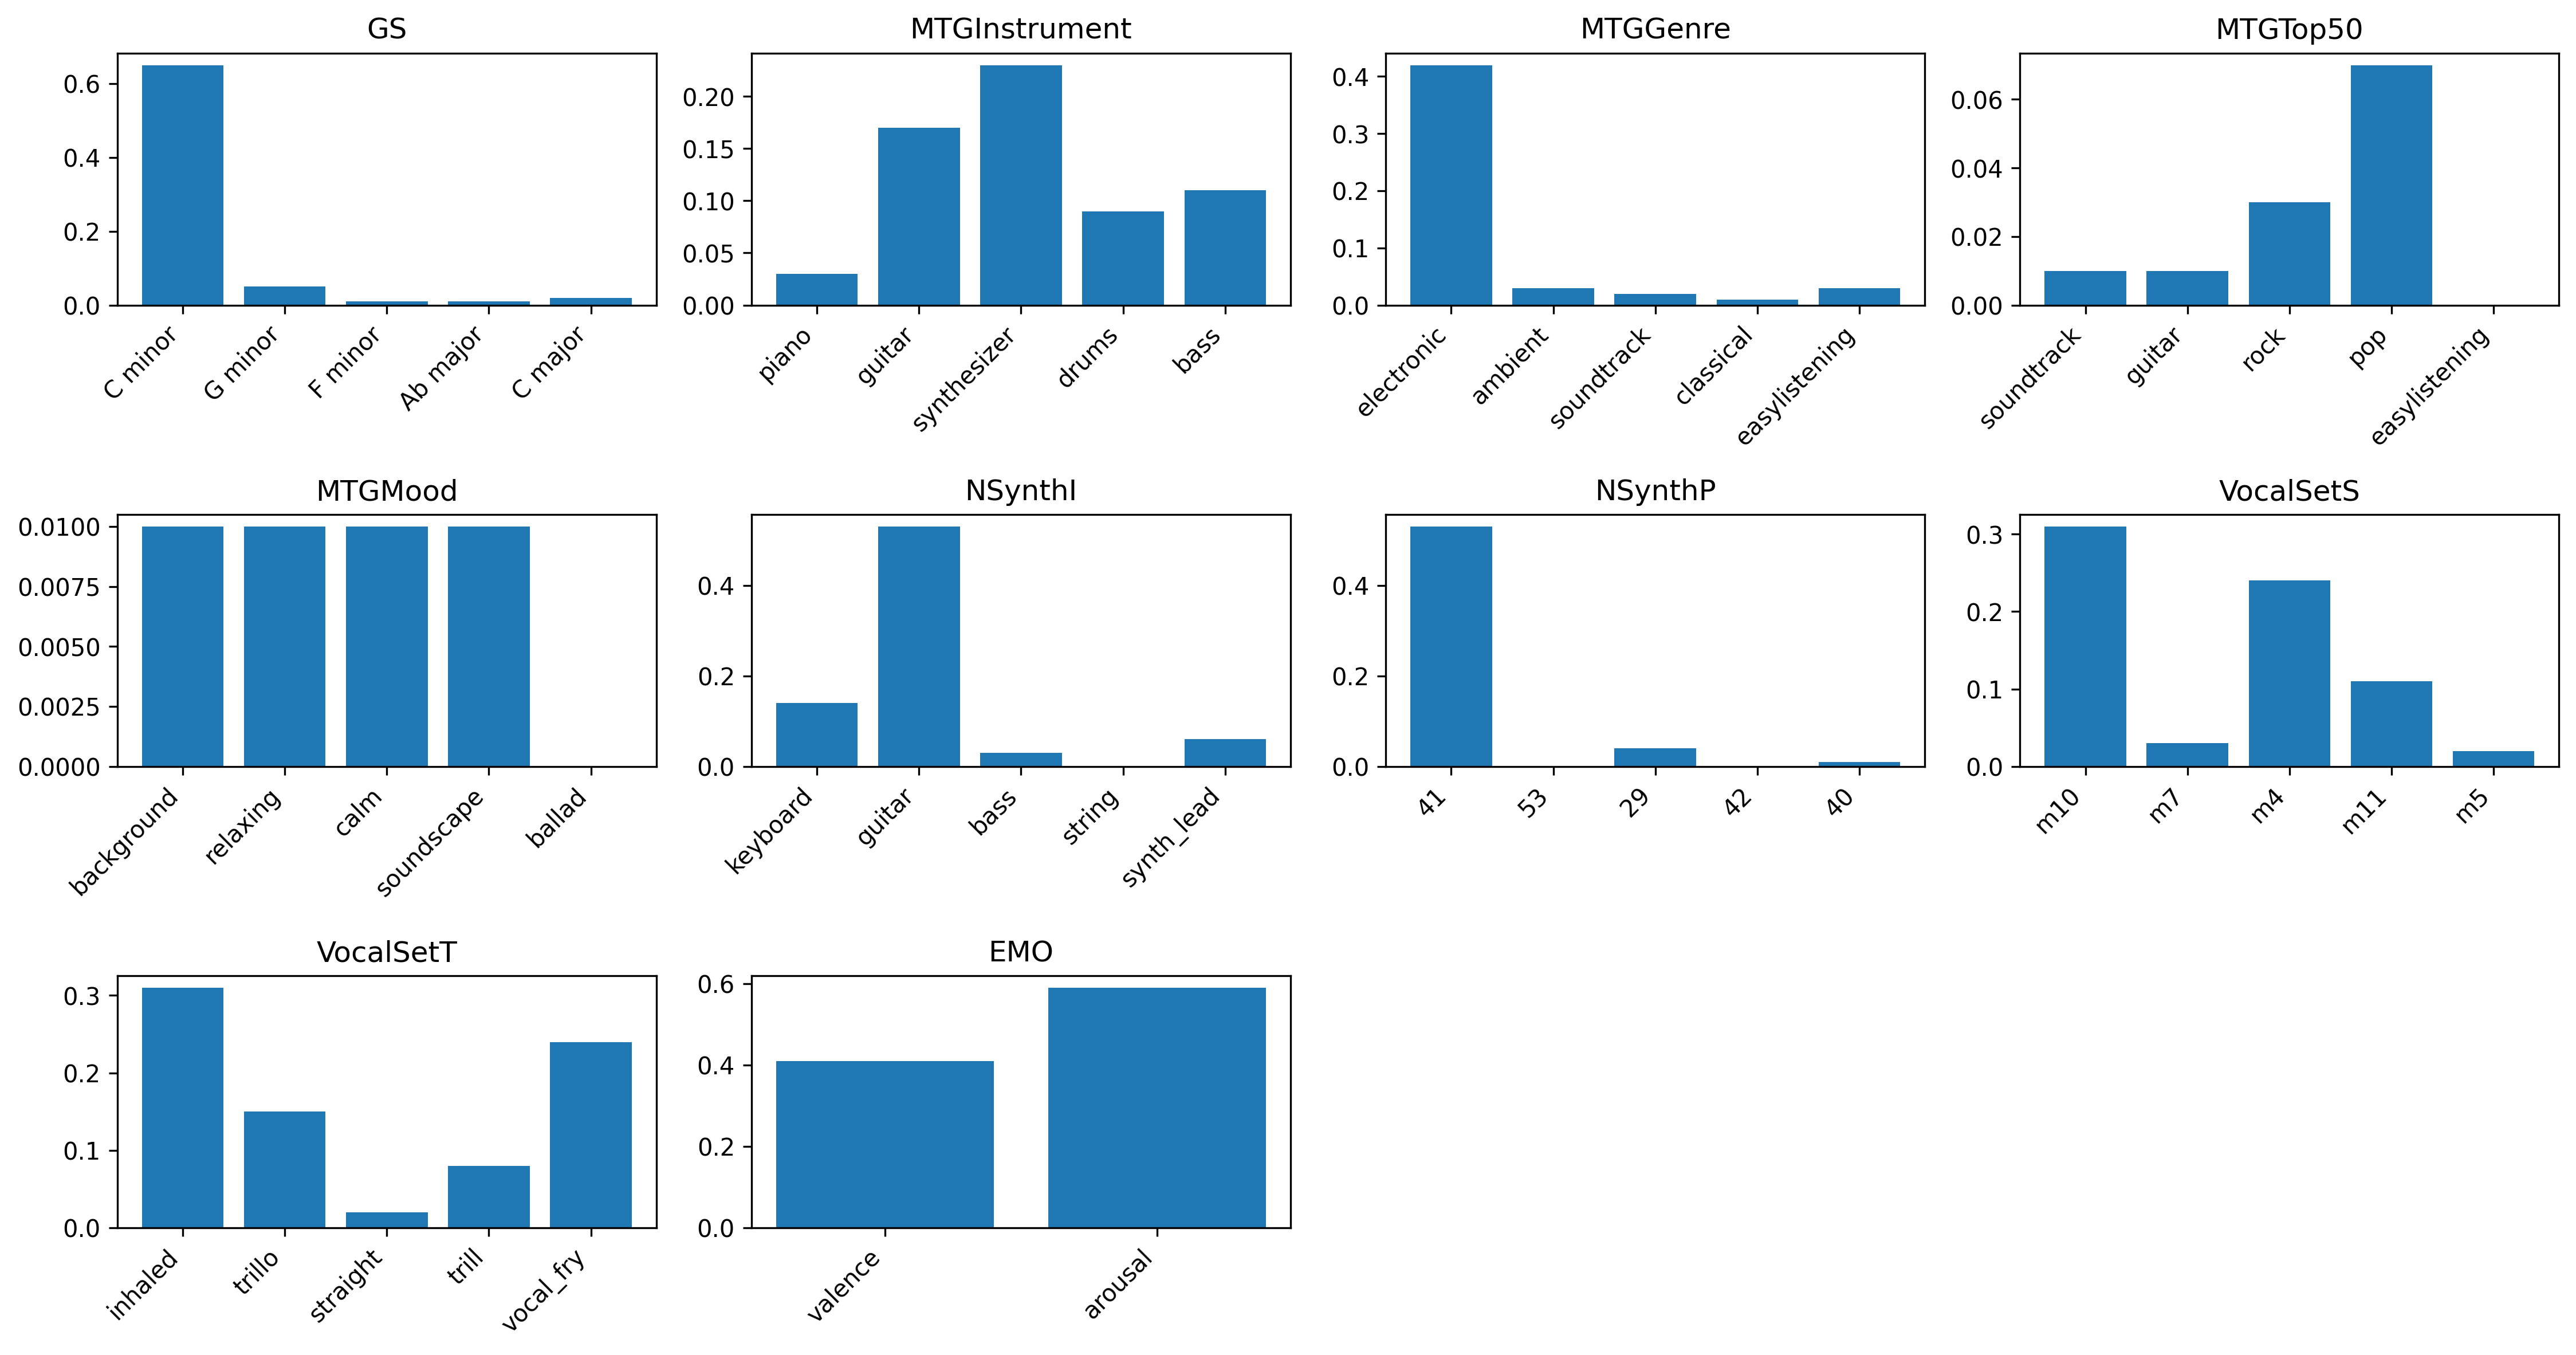 GS
0.6
0.4
0.2
0.0
C minor
G minor
F minor
Ab major
C major
MTGInstrument
0.20
0.15
0.10
0.05
0.00
piano
guitar
synthesizer
drums
bass
MTGGenre
0.4
0.3
0.2
0.1
0.0
electronic
ambient
soundtrack
classical
easylistening
MTGTop50
0.06
0.04
0.02
0.00
soundtrack
guitar
rock
pop
easylistening
MTGMood
0.0100
0.0075
0.0050
0.0025
0.0000
background
relaxing
calm
soundscape
ballad
NSynthI
0.4
0.2
0.0
keyboard
guitar
bass
string
synth_lead
NSynthP
0.4
0.2
0.0
41
53
29
42
40
VocalSetS
0.3
0.2
0.1
0.0
m10
m7
m4
m11
m5
VocalSetT
0.3
0.2
0.1
0.0
inhaled
trillo
straight
trill
vocal_fry
EMO
0.6
0.4
0.2
0.0
valence
arousal